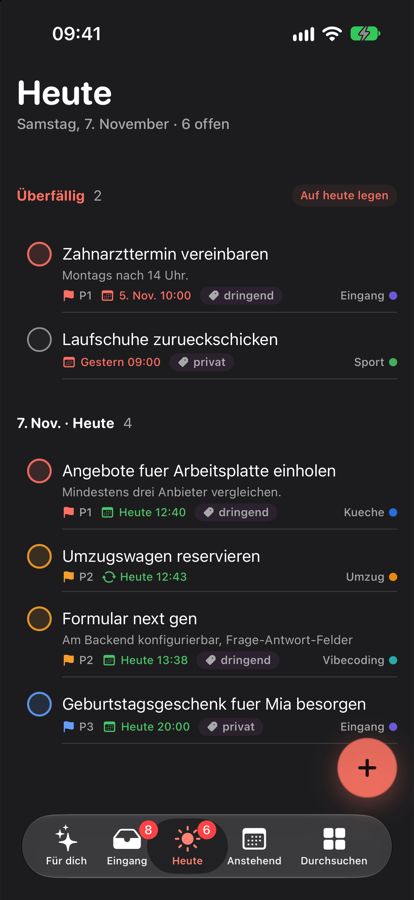 09:41
Heute
Samstag, 7. November · 6 offen
Überfällig 2 Auf heute legen
Zahnarzttermin vereinbaren
Montags nach 14 Uhr.
P1 5. Nov. 10:00 dringend Eingang
Laufschuhe zurueckschicken
Gestern 09:00 privat Sport
7. Nov. · Heute 4
Angebote fuer Arbeitsplatte einholen
Mindestens drei Anbieter vergleichen.
P1 Heute 12:40 dringend Kueche
Umzugswagen reservieren
P2 Heute 12:43 Umzug
Formular next gen
Am Backend konfigurierbar, Frage-Antwort-Felder
P2 Heute 13:38 dringend Vibecoding
Geburtstagsgeschenk fuer Mia besorgen
P3 Heute 20:00 privat Eingang
8 6
Für dich Eingang Heute Anstehend Durchsuchen